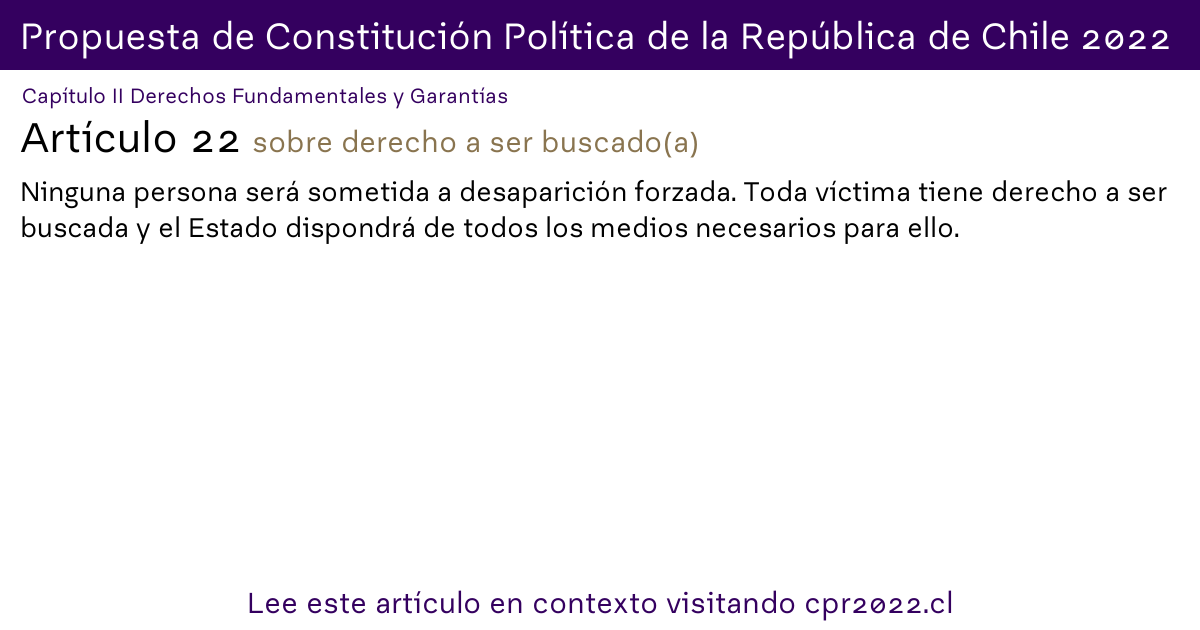 Propuesta de Constitución Política de la República de Chile 2022
Capítulo II Derechos Fundamentales y Garantías
Artículo 22 sobre derecho a ser buscado(a)
Ninguna persona será sometida a desaparición forzada. Toda víctima tiene derecho a ser
buscada y el Estado dispondrá de todos los medios necesarios para ello.
Lee este artículo en contexto visitando cpr2022.cl